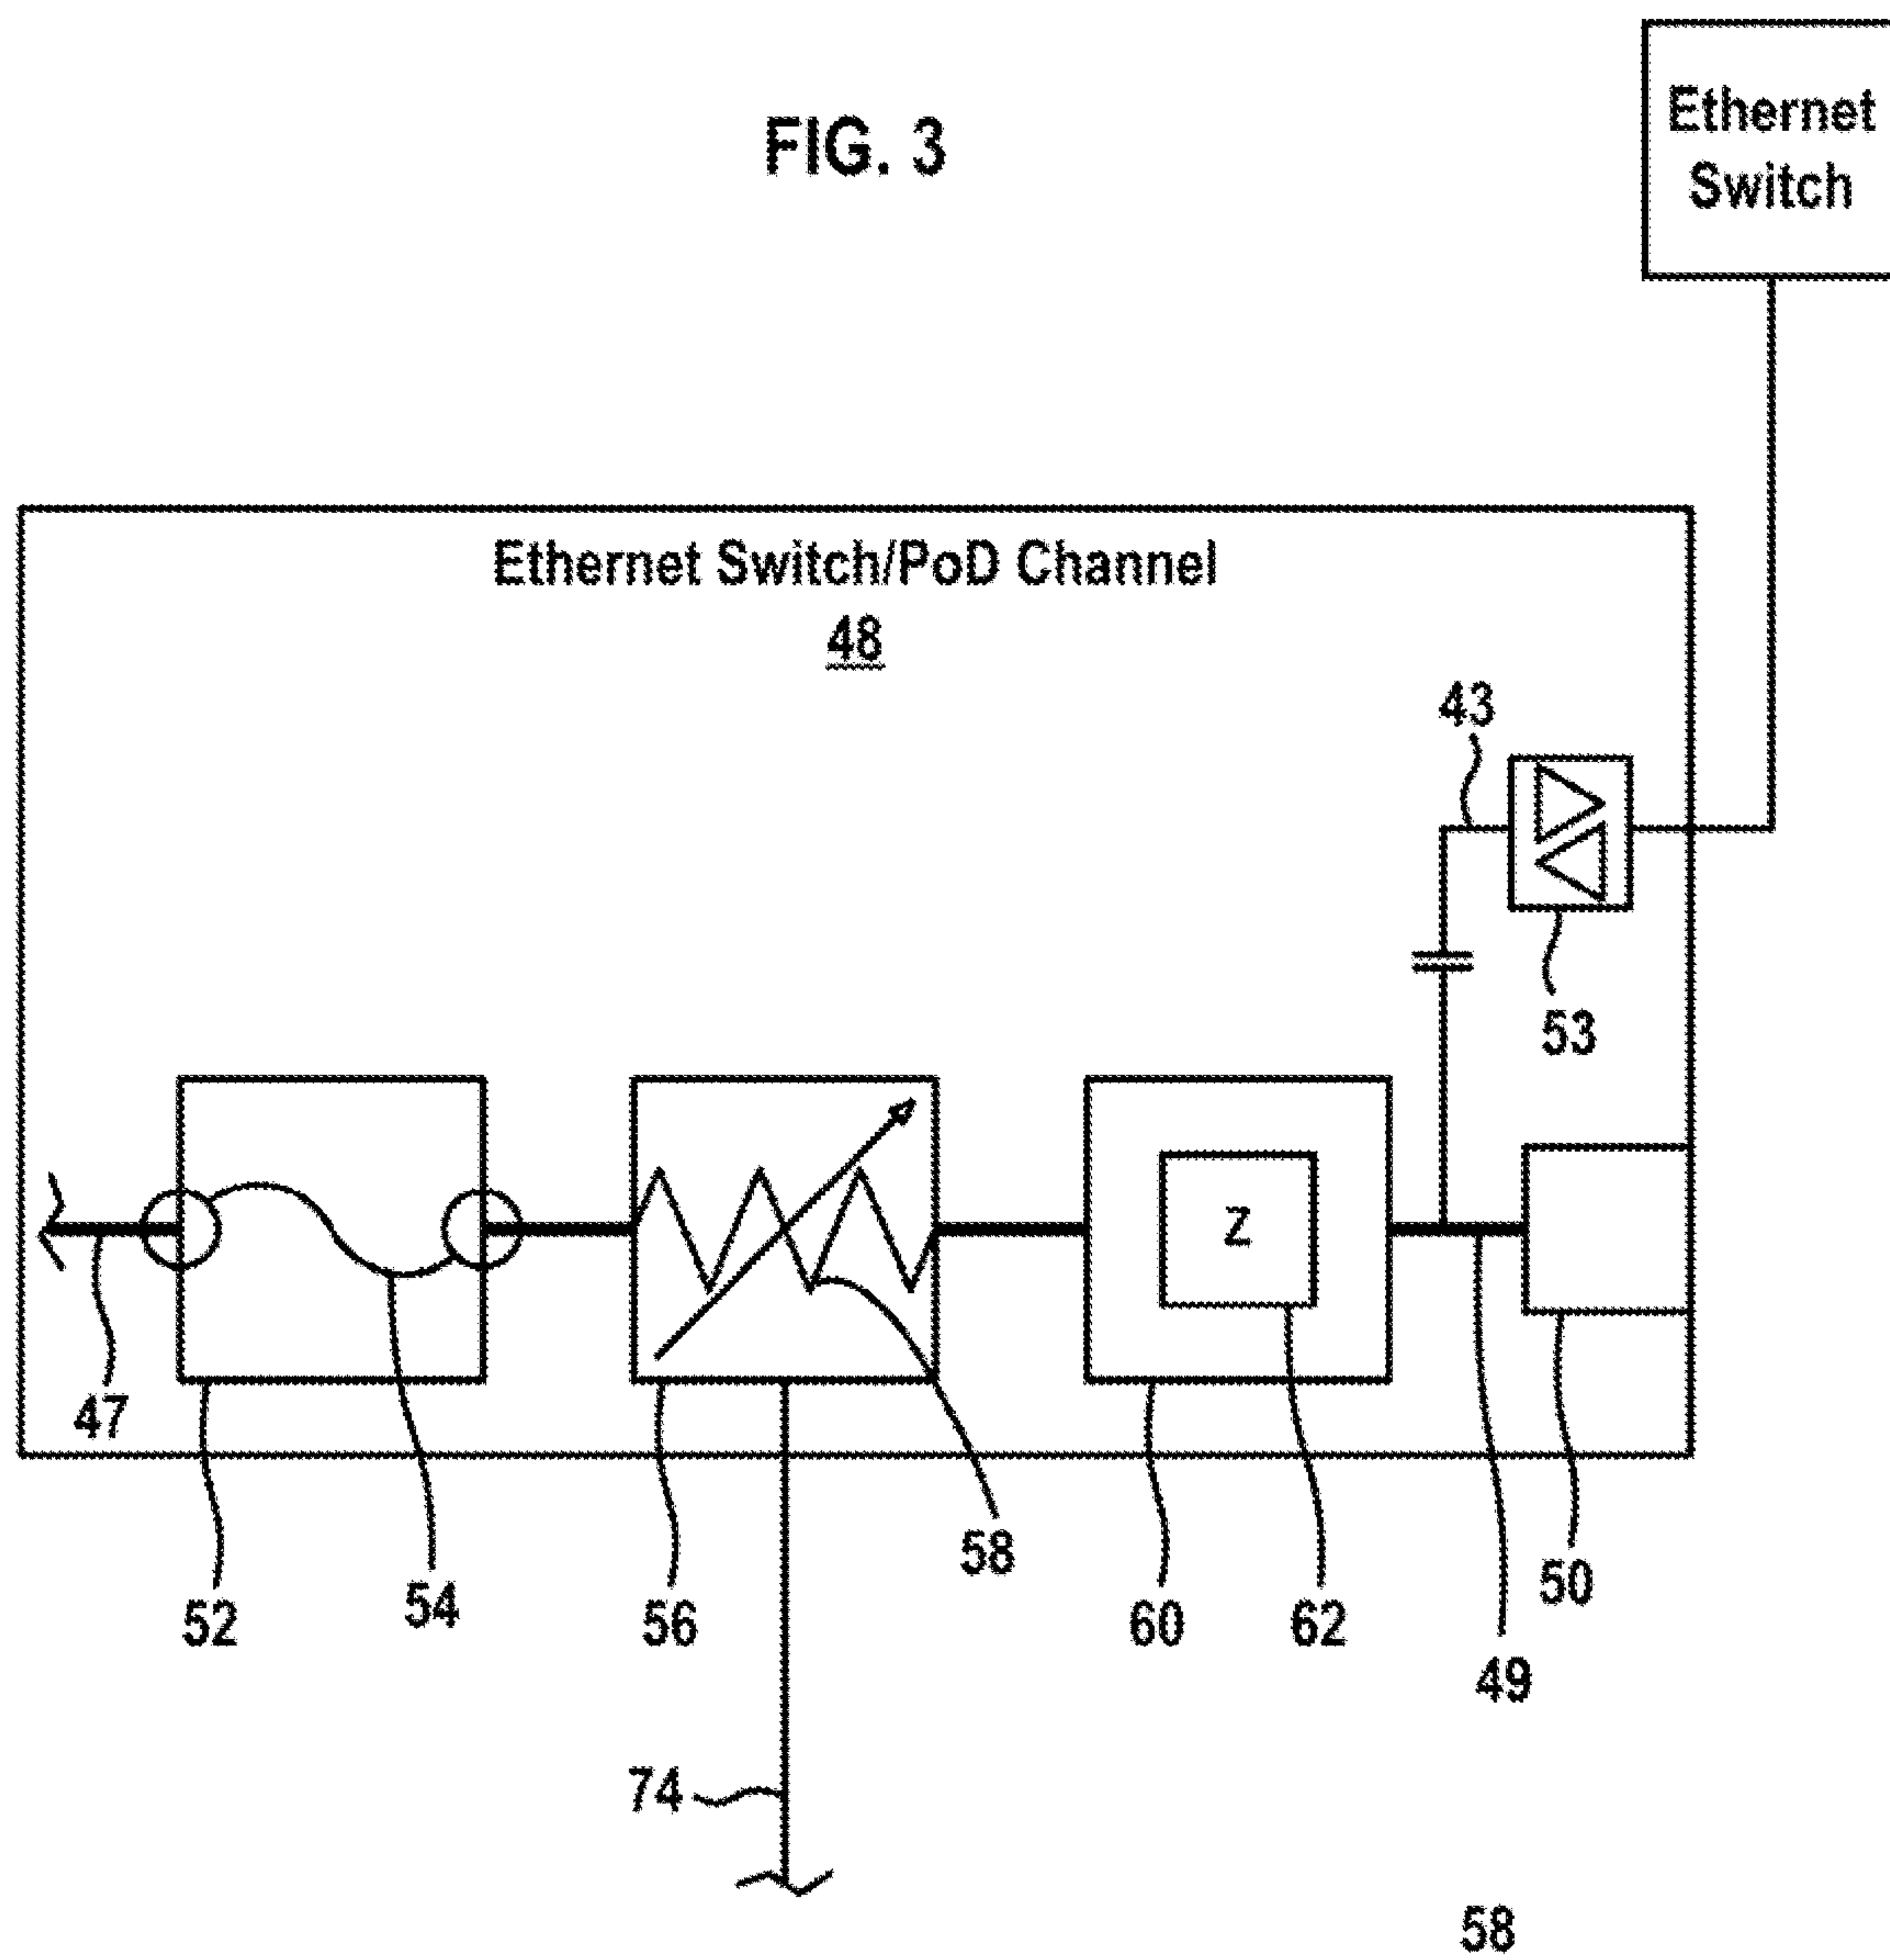 Ethernet
Switch
FIG. 3
Ethernet Switch/PoD Channel
48
43
53
Z
47
58
52
54
56
60
62
50
49
74
58